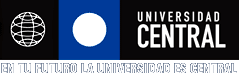 UNIVERSIDAD
CENTRAL
EN TU FUTURO LA UNIVERSIDAD ES CENTRAL